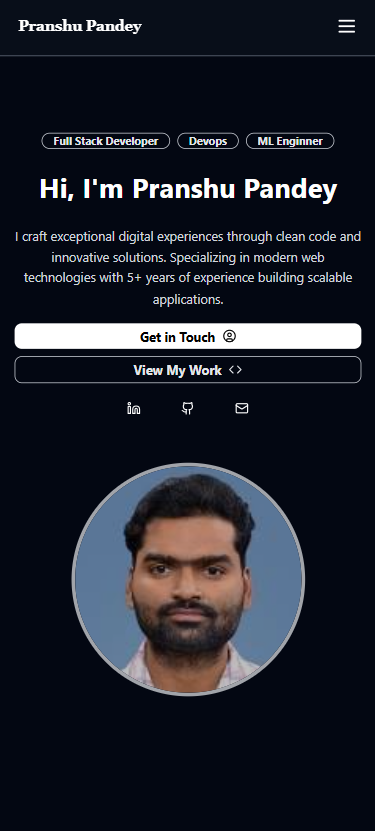 Pranshu Pandey
Full Stack Developer Devops ML Enginner
Hi, I'm Pranshu Pandey
I craft exceptional digital experiences through clean code and
innovative solutions. Specializing in modern web
technologies with 5+ years of experience building scalable
applications.
Get in Touch
View My Work